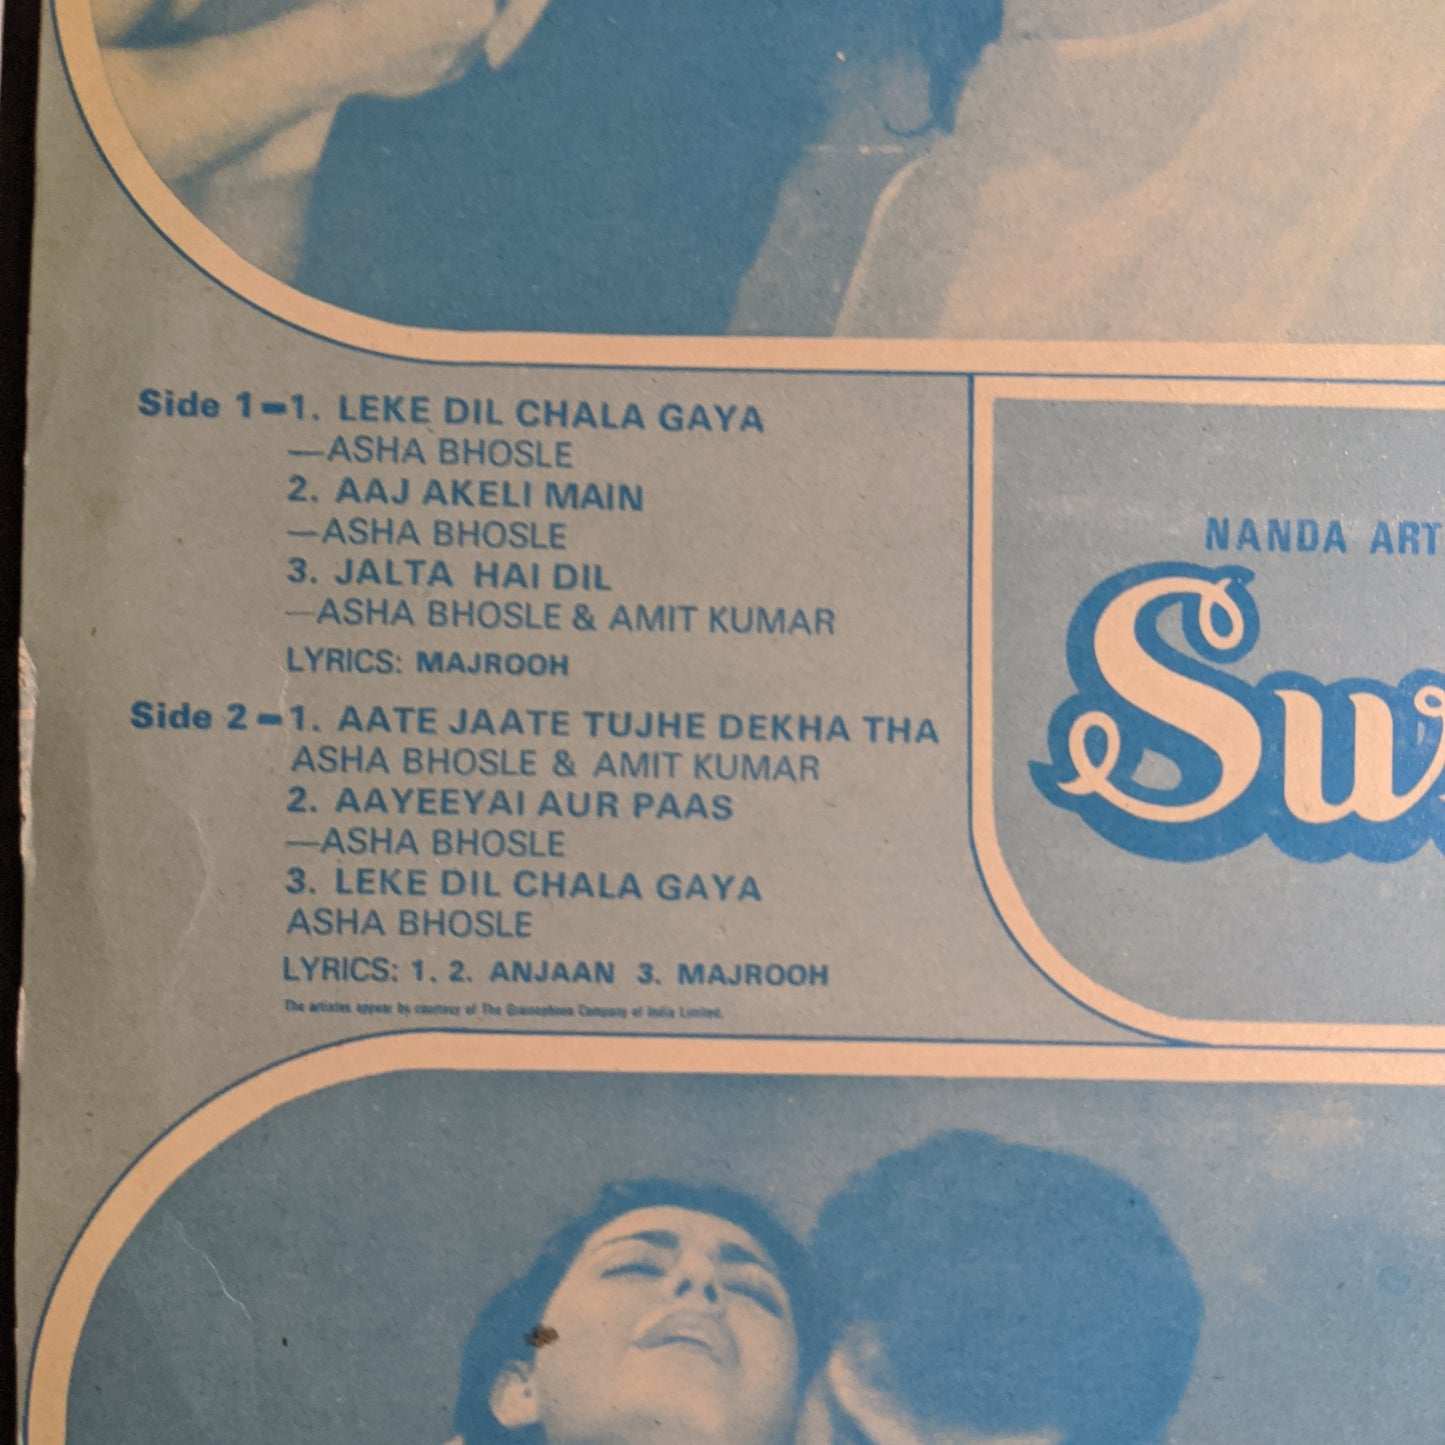 Side 1-1. LEKE DIL CHALA GAYA
—ASHA BHOSLE
2. AAJ AKELI MAIN
—ASHA BHOSLE
3. JALTA HAI DIL
—ASHA BHOSLE & AMIT KUMAR
LYRICS: MAJROOH
Side 2-1. AATE JAATE TUJHE DEKHA THA
ASHA BHOSLE & AMIT KUMAR
2. AAYEEYAI AUR PAAS
—ASHA BHOSLE
3. LEKE DIL CHALA GAYA
ASHA BHOSLE
LYRICS: 1. 2. ANJAAN 3. MAJROOH
The artistes appear by courtesy of The Gramophone Company of India Limited.
NANDA ART
Sw